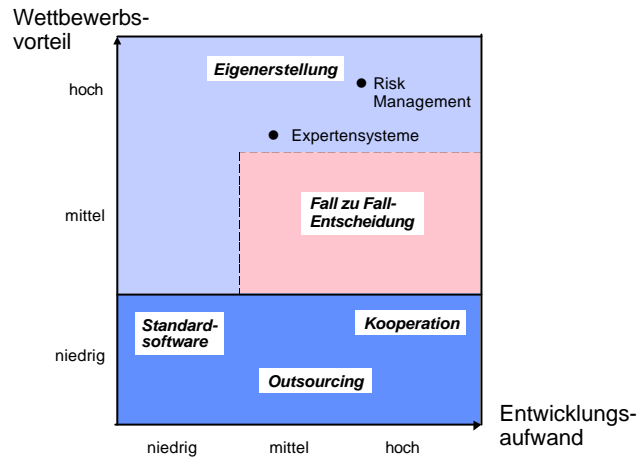 Wettbewerbs-
vorteil
hoch
Eigenerstellung
Risk
Management
Expertensysteme
mittel
Fall zu Fall-
Entscheidung
niedrig
Standard-
software
Kooperation
Outsourcing
Entwicklungs-
aufwand
niedrig
mittel
hoch